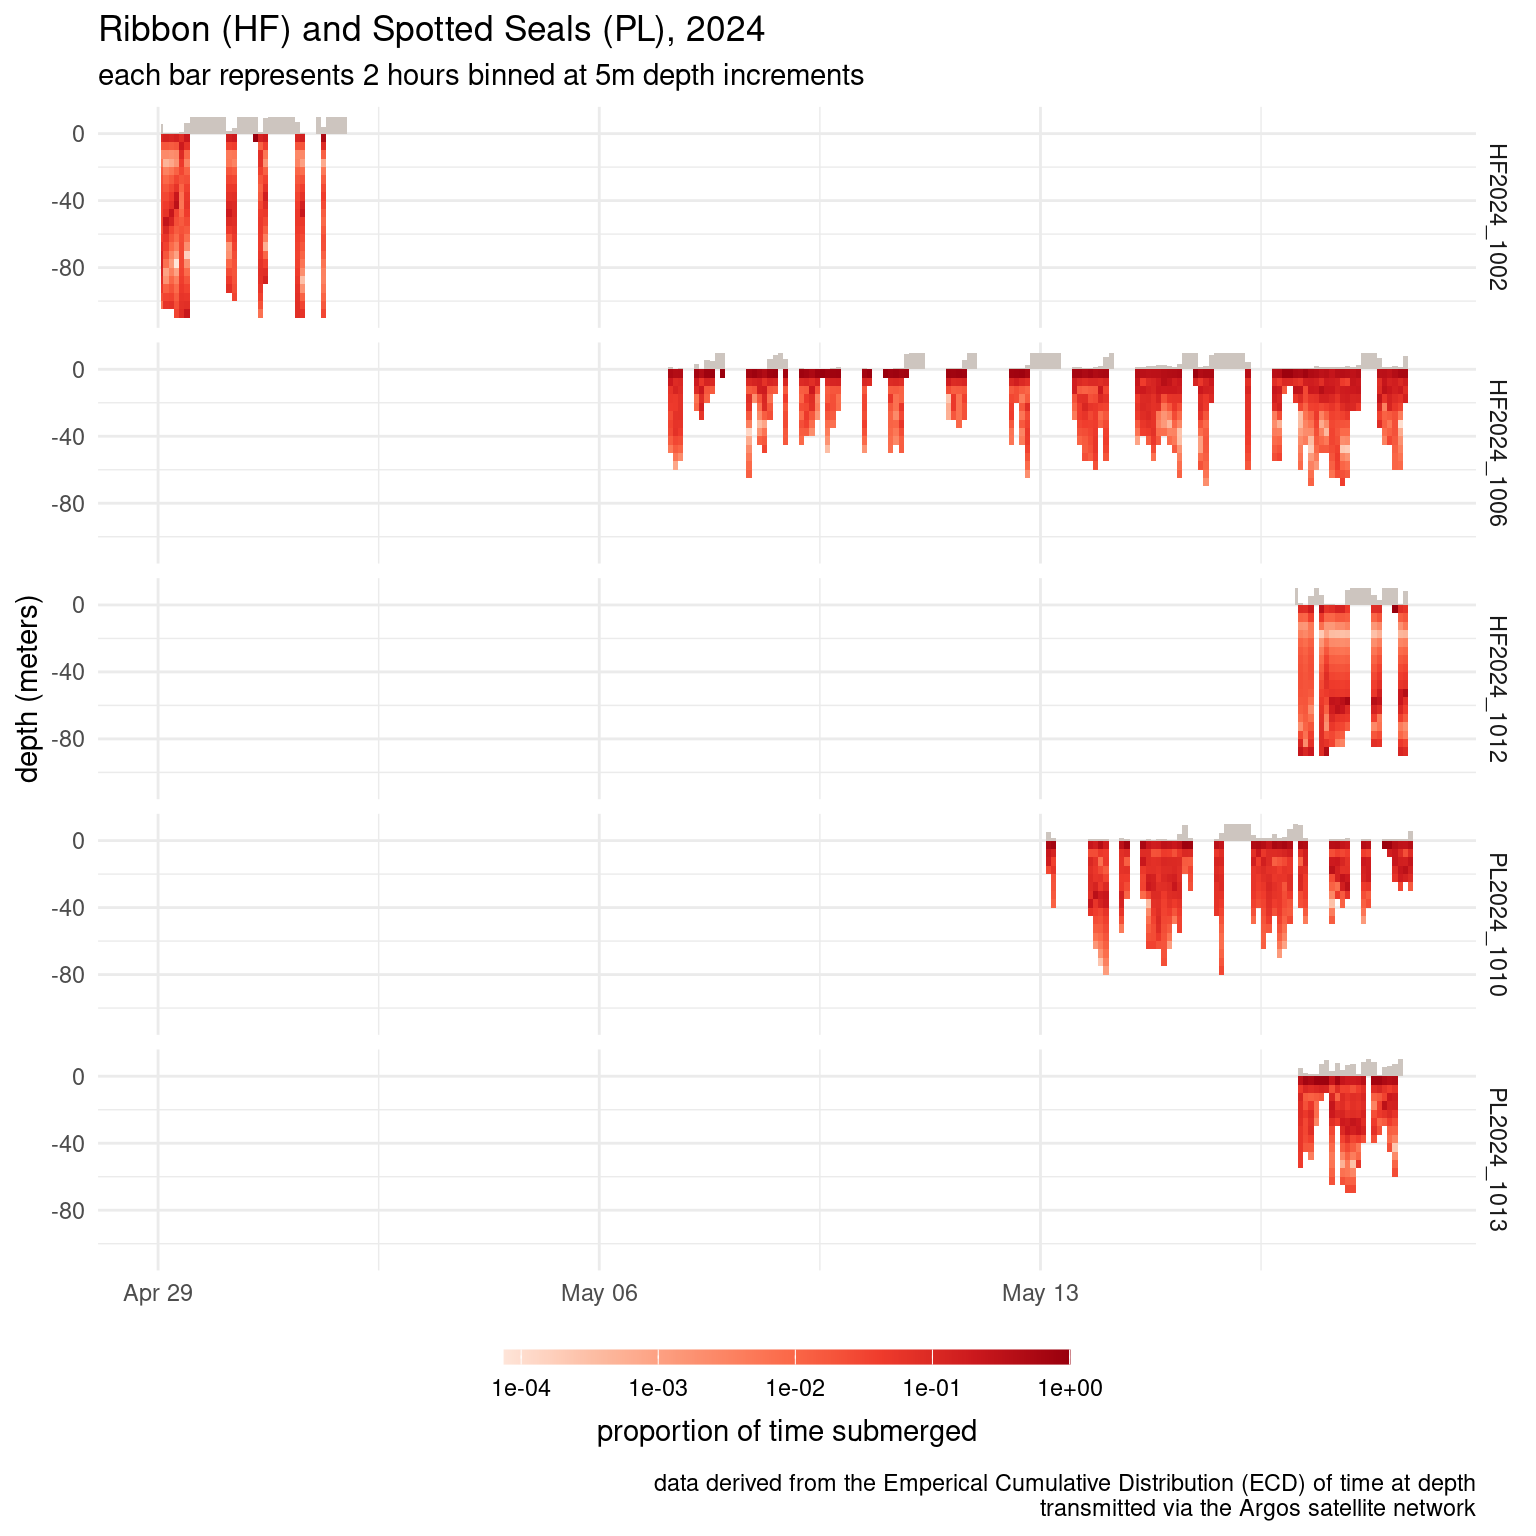 Ribbon (HF) and Spotted Seals (PL), 2024
each bar represents 2 hours binned at 5m depth increments
depth (meters)
0
-40
-80
HF2024_1002
0
-40
-80
HF2024_1006
0
-40
-80
HF2024_1012
0
-40
-80
PL2024_1010
0
-40
-80
PL2024_1013
Apr 29 May 06 May 13
1e-04 1e-03 1e-02 1e-01 1e+00
proportion of time submerged
data derived from the Emperical Cumulative Distribution (ECD) of time at depth
transmitted via the Argos satellite network